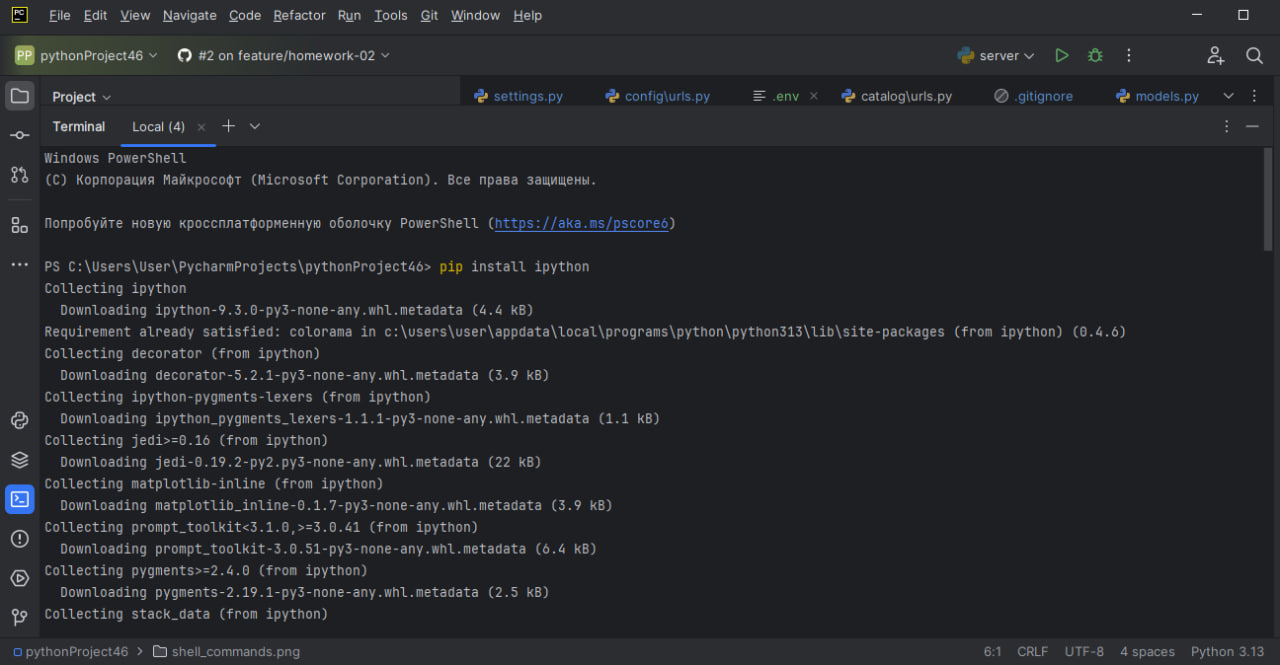 PC File Edit View Navigate Code Refactor Run Tools Git Window Help
PP pythonProject46 #2 on feature/homework-02 server
Project settings.py config\urls.py .env catalog\urls.py .gitignore models.py
Terminal Local (4)
Windows PowerShell
(C) Корпорация Майкрософт (Microsoft Corporation). Все права защищены.
Попробуйте новую кроссплатформенную оболочку PowerShell (https://aka.ms/pscore6)
PS C:\Users\User\PycharmProjects\pythonProject46> pip install ipython
Collecting ipython
Downloading ipython-9.3.0-py3-none-any.whl.metadata (4.4 kB)
Requirement already satisfied: colorama in c:\users\user\appdata\local\programs\python\python313\lib\site-packages (from ipython) (0.4.6)
Collecting decorator (from ipython)
Downloading decorator-5.2.1-py3-none-any.whl.metadata (3.9 kB)
Collecting ipython-pygments-lexers (from ipython)
Downloading ipython_pygments_lexers-1.1.1-py3-none-any.whl.metadata (1.1 kB)
Collecting jedi>=0.16 (from ipython)
Downloading jedi-0.19.2-py2.py3-none-any.whl.metadata (22 kB)
Collecting matplotlib-inline (from ipython)
Downloading matplotlib_inline-0.1.7-py3-none-any.whl.metadata (3.9 kB)
Collecting prompt_toolkit<3.1.0,>=3.0.41 (from ipython)
Downloading prompt_toolkit-3.0.51-py3-none-any.whl.metadata (6.4 kB)
Collecting pygments>=2.4.0 (from ipython)
Downloading pygments-2.19.1-py3-none-any.whl.metadata (2.5 kB)
Collecting stack_data (from ipython)
pythonProject46 > shell_commands.png 6:1 CRLF UTF-8 4 spaces Python 3.13